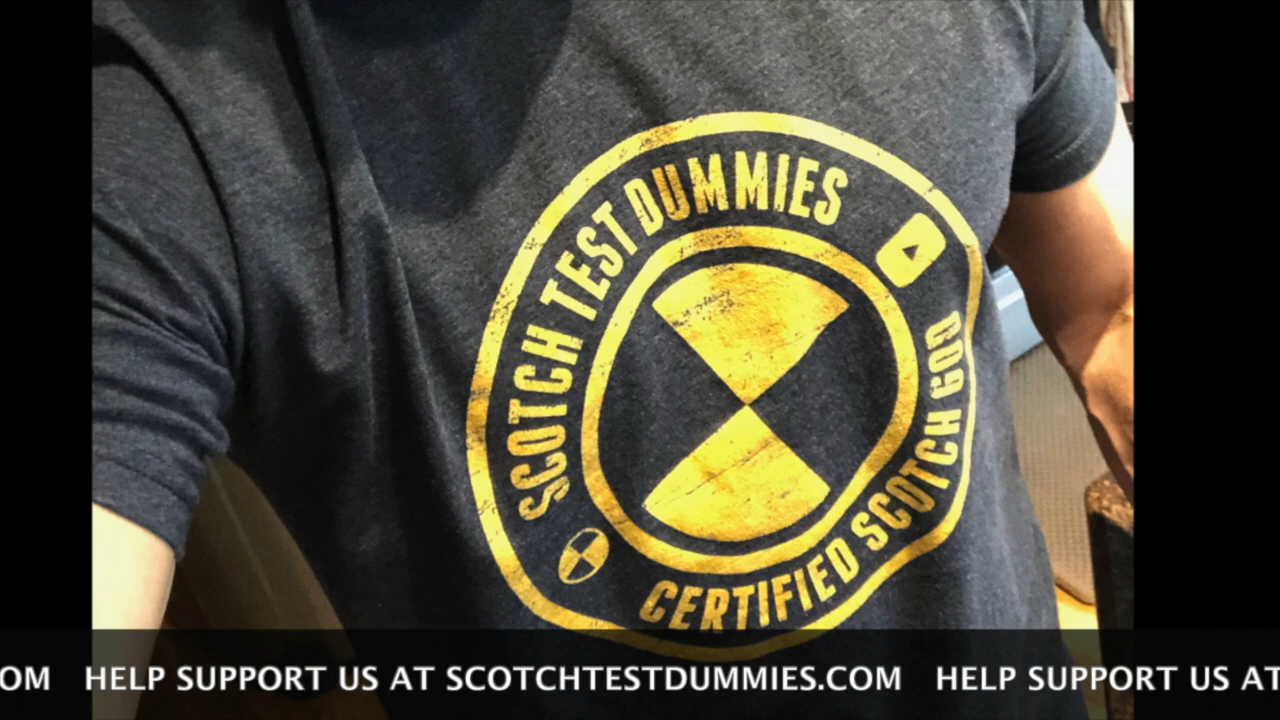 SCOTCH TEST DUMMIES
CERTIFIED SCOTCH GOD
OM HELP SUPPORT US AT SCOTCHTESTDUMMIES.COM HELP SUPPORT US AT